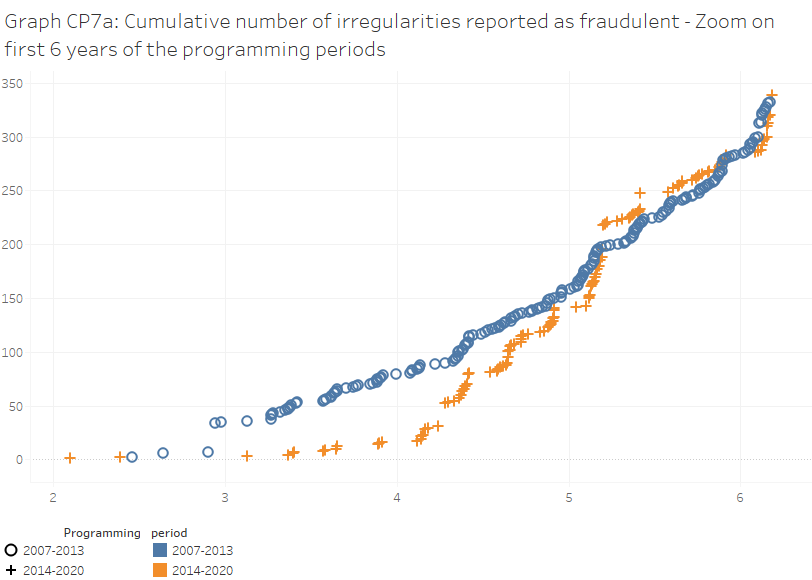 Graph CP7a: Cumulative number of irregularities reported as fraudulent - Zoom on
first 6 years of the programming periods
350
300
250
200
150
100
50
0
2 3 4 5 6
Programming period
2007-2013 2007-2013
2014-2020 2014-2020